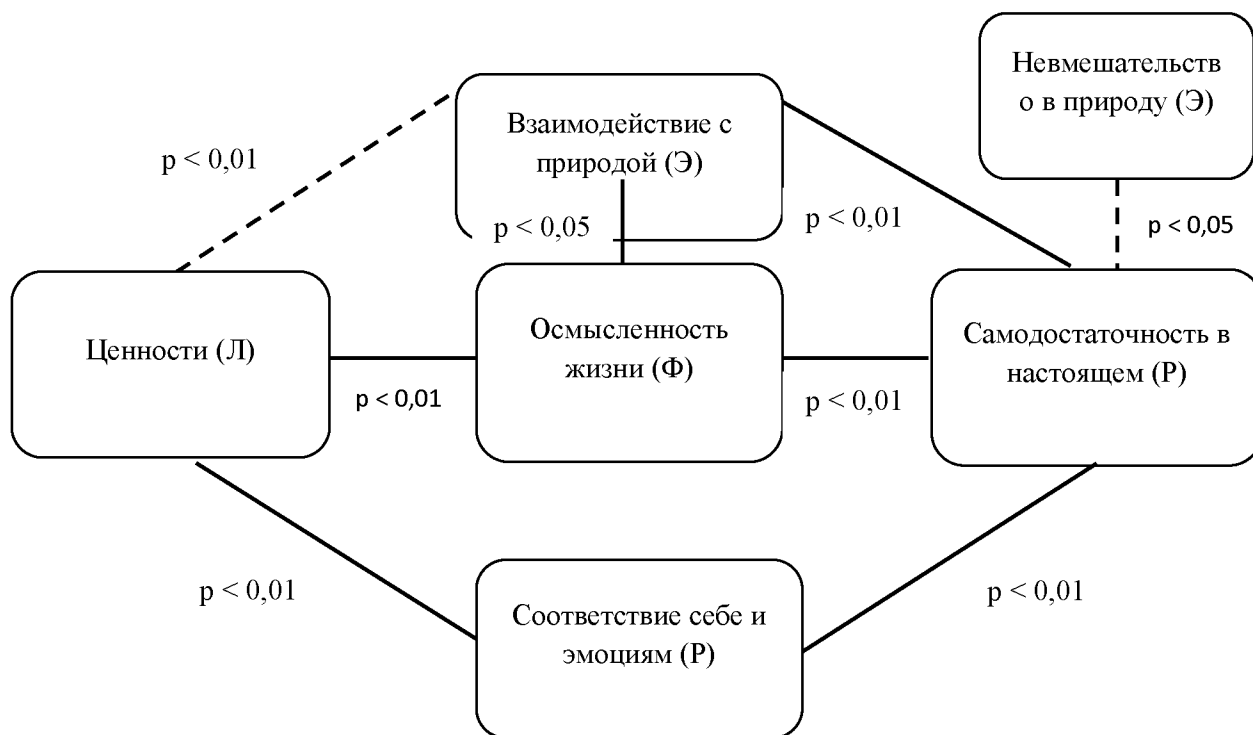 Невмешательств
о в природу (Э)
Взаимодействие с
природой (Э)
p < 0,01
p < 0,05
p < 0,01
p < 0,05
Ценности (Л)
Осмысленность
жизни (Ф)
Самодостаточность в
настоящем (Р)
p < 0,01
p < 0,01
p < 0,01
Соответствие себе и
эмоциям (Р)
p < 0,01